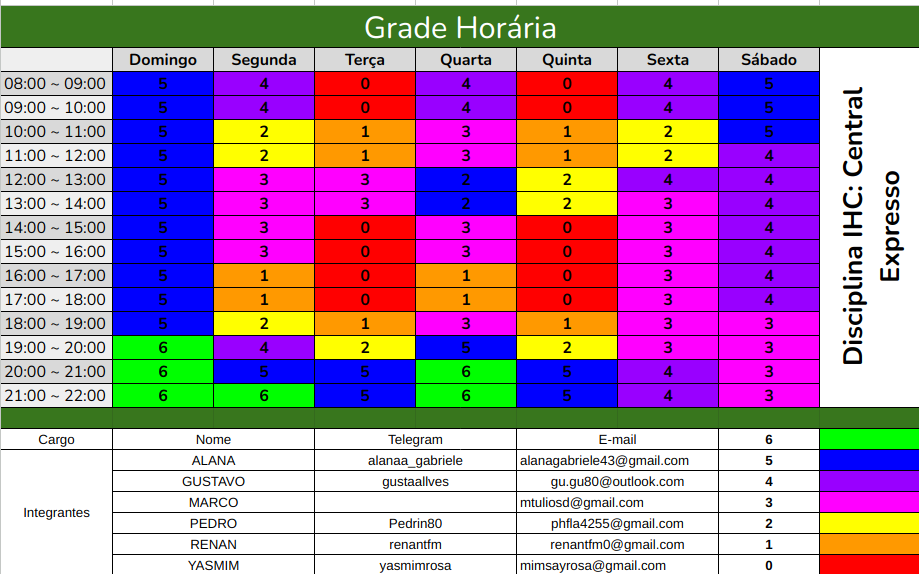 Grade Horária
Domingo Segunda Terça Quarta Quinta Sexta Sábado
08:00 ~ 09:00 5 4 0 4 0 4 5
09:00 ~ 10:00 5 4 0 4 0 4 5
10:00 ~ 11:00 5 2 1 3 1 2 5
11:00 ~ 12:00 5 2 1 3 1 2 4
12:00 ~ 13:00 5 3 3 2 2 4 4
13:00 ~ 14:00 5 3 3 2 2 3 4
14:00 ~ 15:00 5 3 0 3 0 3 4
15:00 ~ 16:00 5 3 0 3 0 3 4
16:00 ~ 17:00 5 1 0 1 0 3 4
17:00 ~ 18:00 5 1 0 1 0 3 4
18:00 ~ 19:00 5 2 1 3 1 3 3
19:00 ~ 20:00 6 4 2 5 2 3 3
20:00 ~ 21:00 6 5 5 6 5 4 3
21:00 ~ 22:00 6 6 5 6 5 4 3
Disciplina IHC: Central
Expresso
Cargo Nome Telegram E-mail 6
Integrantes
ALANA alanaa_gabriele alanagabriele43@gmail.com 5
GUSTAVO gustaallves gu.gu80@outlook.com 4
MARCO mtuliosd@gmail.com 3
PEDRO Pedrin80 phfla4255@gmail.com 2
RENAN renantfm renantfm0@gmail.com 1
YASMIM yasmimrosa mimsayrosa@gmail.com 0